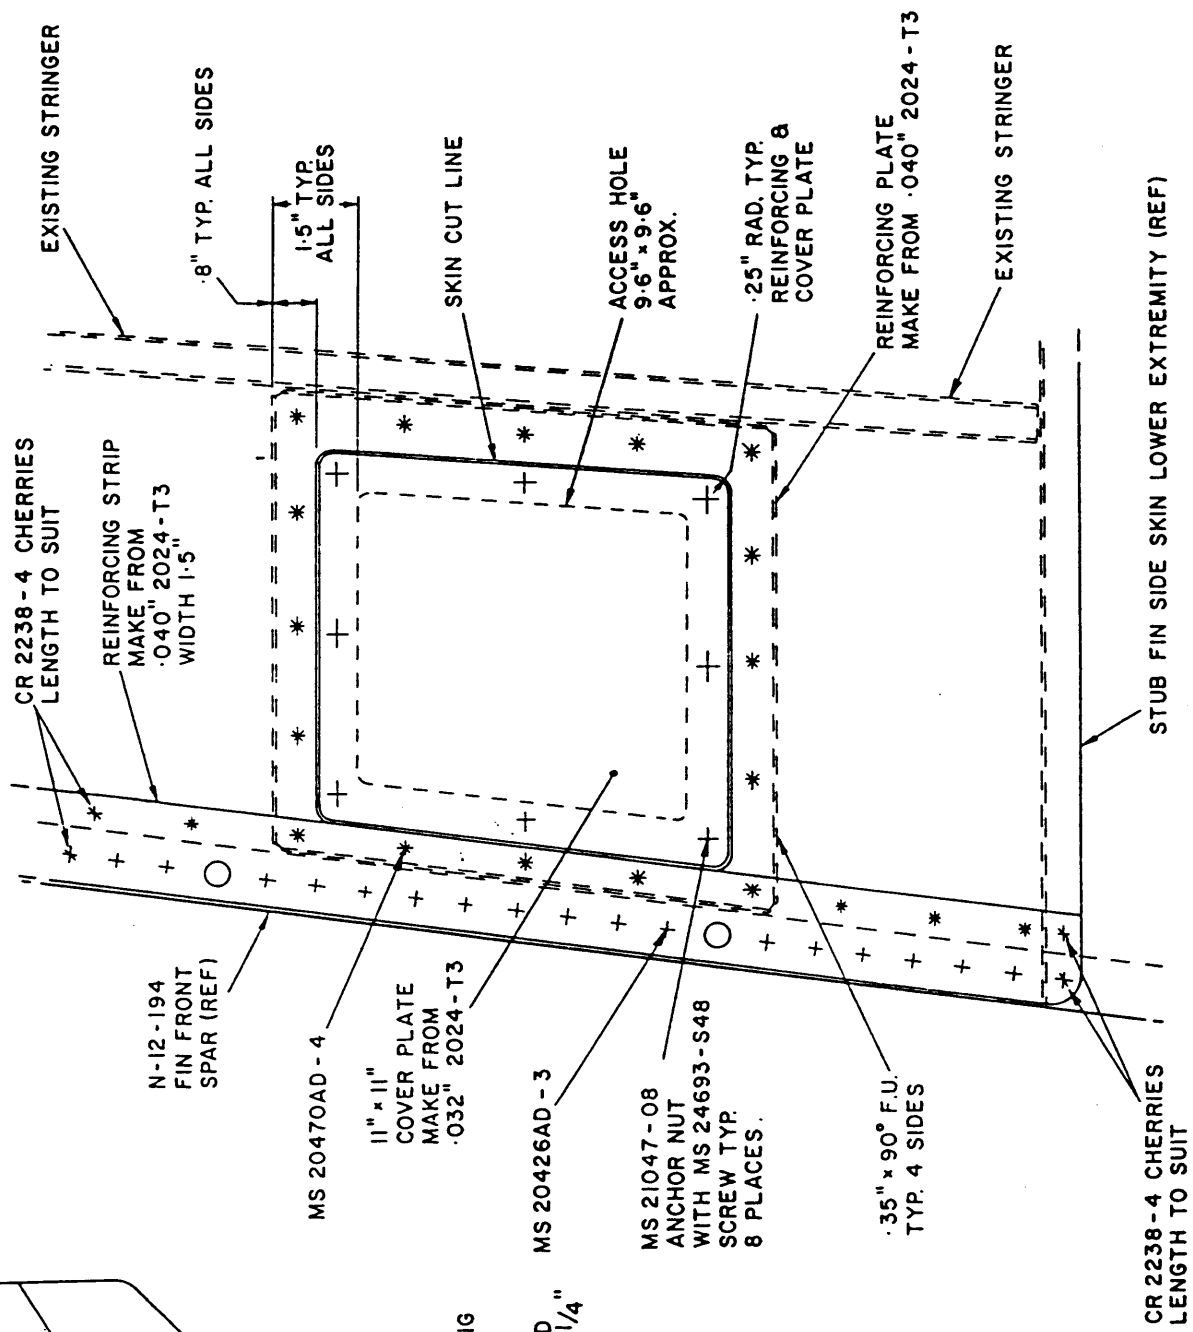 EXISTING STRINGER
.8" TYP. ALL SIDES
1.5" TYP.
ALL SIDES
SKIN CUT LINE
ACCESS HOLE
9.6" x 9.6"
APPROX.
.25" RAD. TYP.
REINFORCING &
COVER PLATE
REINFORCING PLATE
MAKE FROM .040" 2024-T3
EXISTING STRINGER
CR 2238-4 CHERRIES
LENGTH TO SUIT
REINFORCING STRIP
MAKE FROM
.040" 2024-T3
WIDTH 1.5"
STUB FIN SIDE SKIN LOWER EXTREMITY (REF)
N-12-194
FIN FRONT
SPAR (REF)
MS 20470AD-4
11" x 11"
COVER PLATE
MAKE FROM
.032" 2024-T3
MS 20426AD-3
MS 21047-08
ANCHOR NUT
WITH MS 24693-S48
SCREW TYP.
8 PLACES.
.35" x 90° F.U.
TYP. 4 SIDES
CR 2238-4 CHERRIES
LENGTH TO SUIT
1/4"